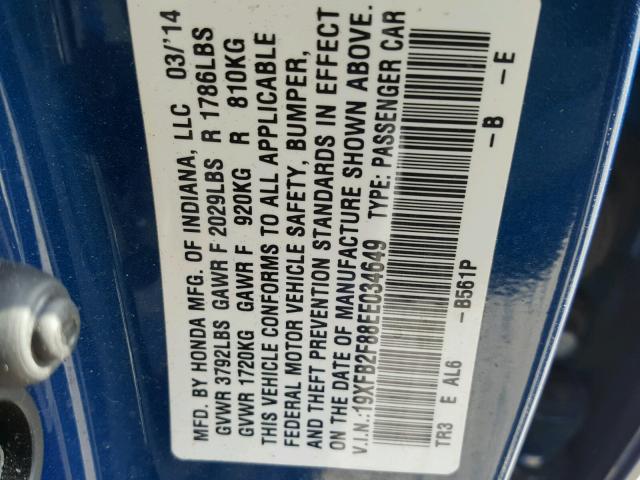 MFD. BY HONDA MFG. OF INDIANA, LLC 03/'14
GVWR 3792LBS GAWR F 2029LBS R 1786LBS
GVWR 1720KG GAWR F 920KG R 810KG
THIS VEHICLE CONFORMS TO ALL APPLICABLE
FEDERAL MOTOR VEHICLE SAFETY, BUMPER,
AND THEFT PREVENTION STANDARDS IN EFFECT
ON THE DATE OF MANUFACTURE SHOWN ABOVE.
V.I.N.:19XFB2F88EE034649 TYPE: PASSENGER CAR
TR3 E AL6 -B561P -B -E